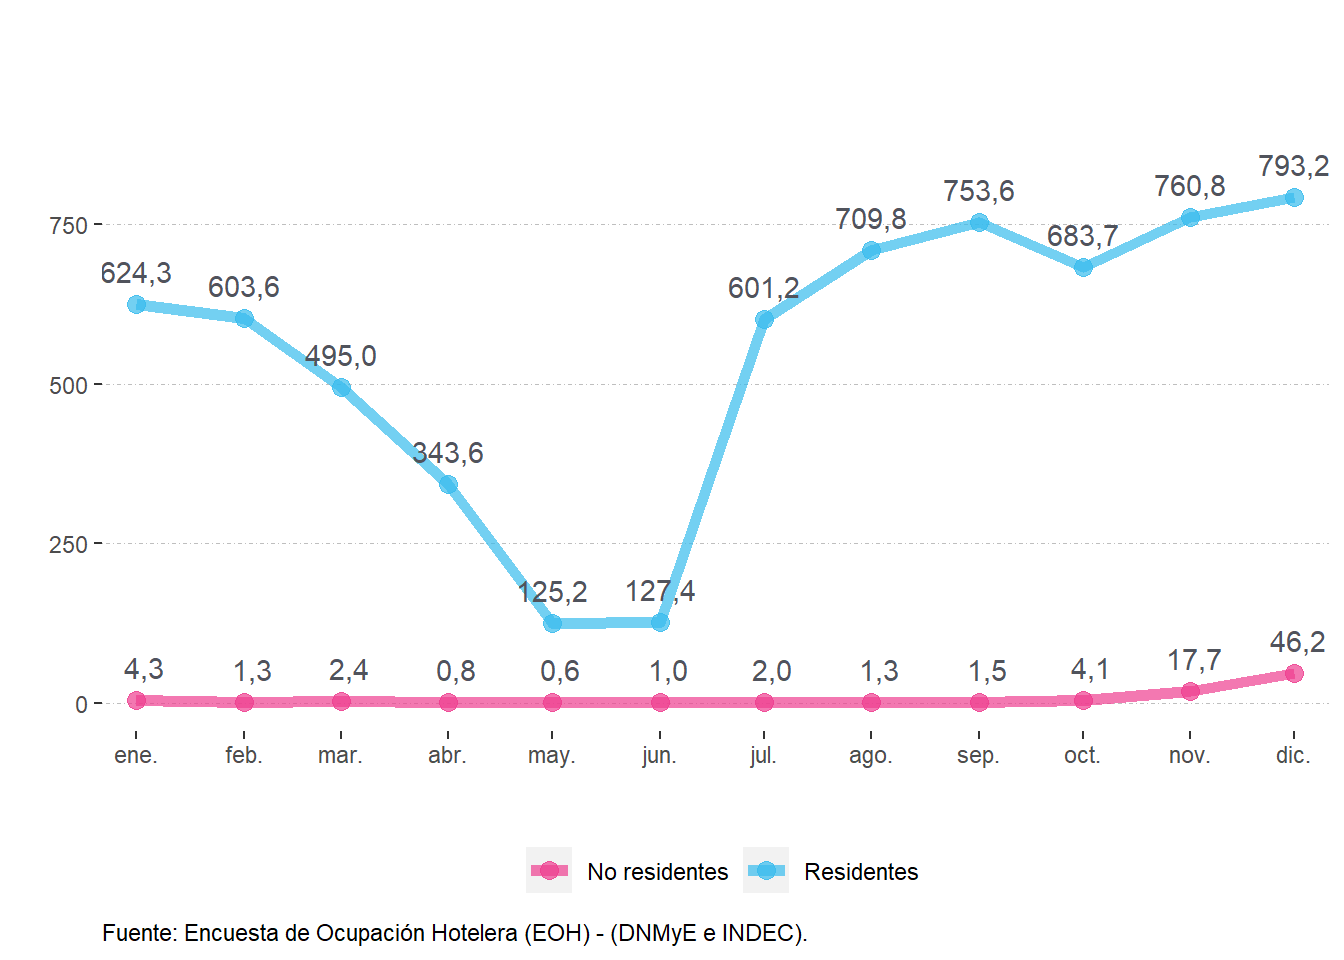 793,2
753,6
760,8
709,8
683,7
750
624,3
603,6
601,2
495,0
500
343,6
250
125,2
127,4
46,2
4,3
1,3
2,4
0,8
0,6
1,0
2,0
1,3
1,5
4,1
17,7
0
ene.
feb.
mar.
abr.
may.
jun.
jul.
ago.
sep.
oct.
nov.
dic.
No residentes
Residentes
Fuente: Encuesta de Ocupación Hotelera (EOH) - (DNMyE e INDEC).